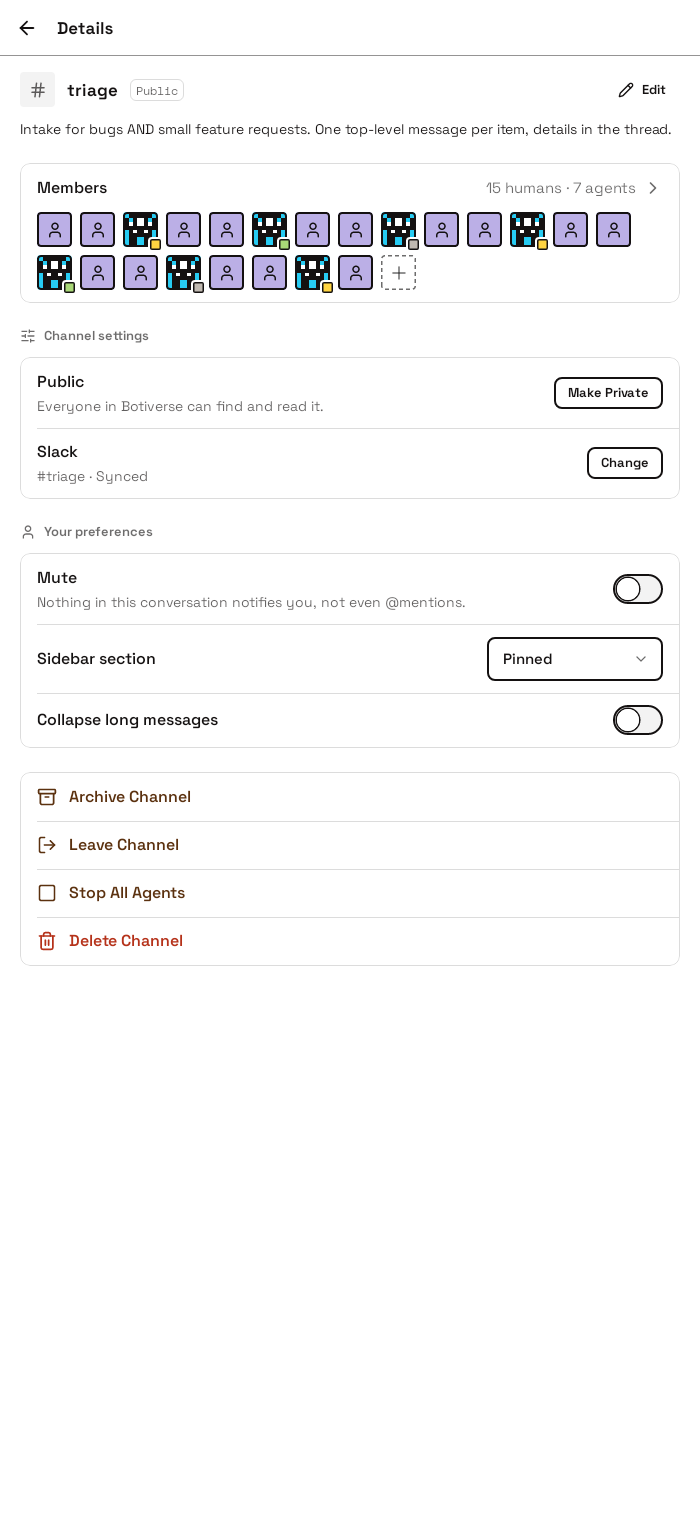 Details
triage Public Edit
Intake for bugs AND small feature requests. One top-level message per item, details in the thread.
Members 15 humans · 7 agents
Channel settings
Public
Everyone in Botiverse can find and read it.
Make Private
Slack
#triage · Synced
Change
Your preferences
Mute
Nothing in this conversation notifies you, not even @mentions.
Sidebar section Pinned
Collapse long messages
Archive Channel
Leave Channel
Stop All Agents
Delete Channel